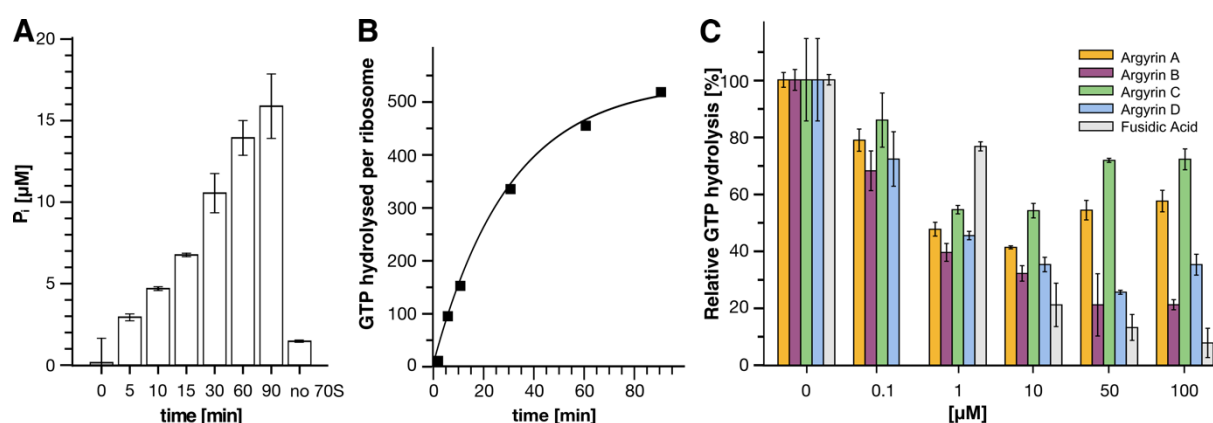 A
Pi [µM]
20
15
10
5
0
0 5 10 15 30 60 90 no 70S
time [min]
B
GTP hydrolysed per ribosome
500
400
300
200
100
0
0 20 40 60 80
time [min]
C
Relative GTP hydrolysis [%]
100
80
60
40
20
0
0 0.1 1 10 50 100
[µM]
Argyrin A
Argyrin B
Argyrin C
Argyrin D
Fusidic Acid